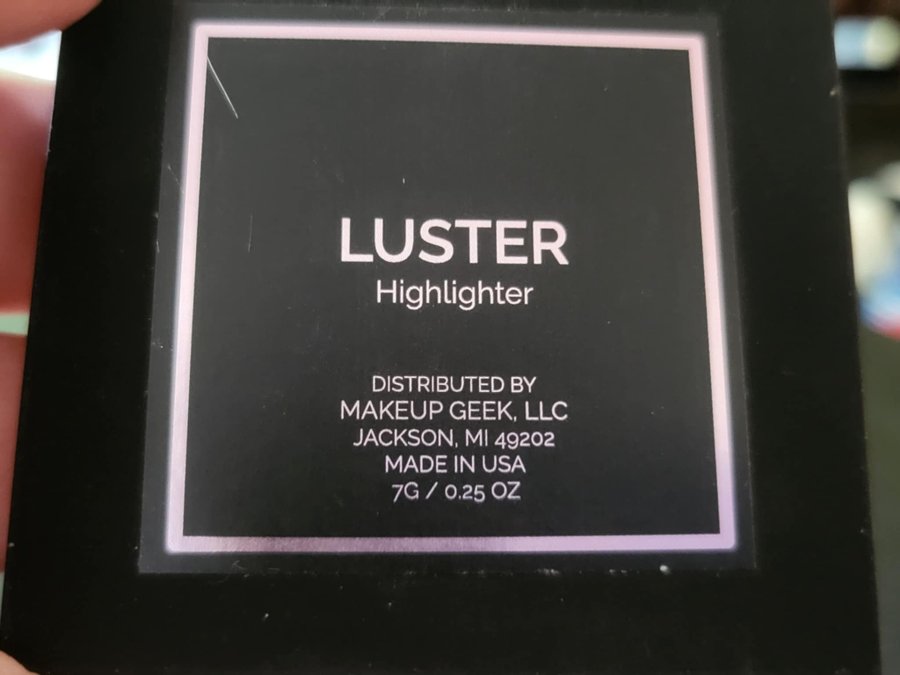 LUSTER
Highlighter
DISTRIBUTED BY
MAKEUP GEEK, LLC
JACKSON, MI 49202
MADE IN USA
7G / 0.25 OZ